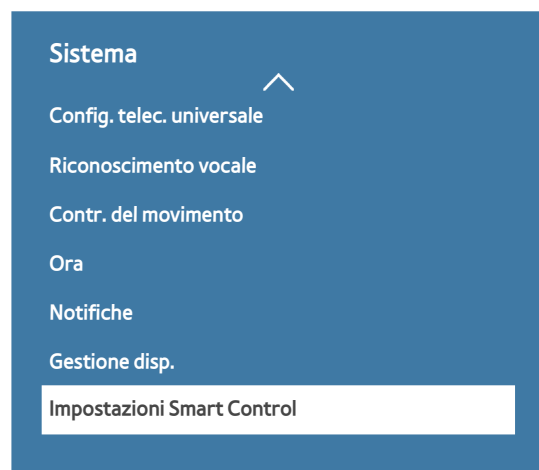 Sistema
Config. telec. universale
Riconoscimento vocale
Contr. del movimento
Ora
Notifiche
Gestione disp.
Impostazioni Smart Control